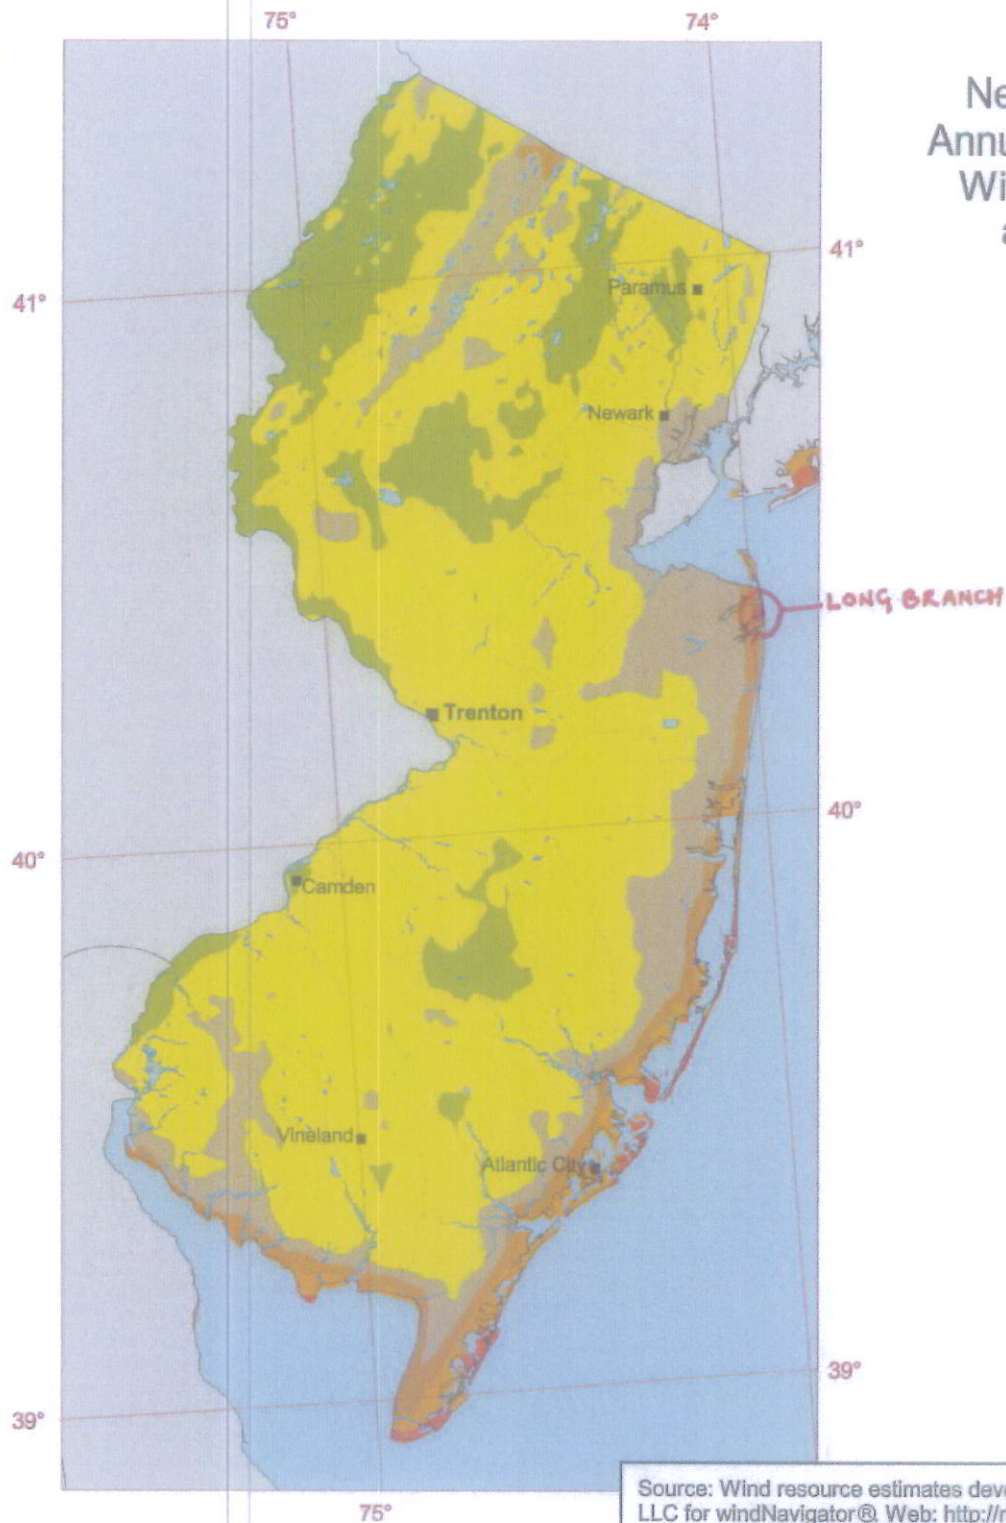 75°
74°
Ne
Annu
Wi
a
41°
41°
Paramus
Newark
LONG BRANCH
Trenton
40°
40°
Camden
Vineland
Atlantic City
39°
39°
75°
Source: Wind resource estimates deve
LLC for windNavigator®. Web: http://